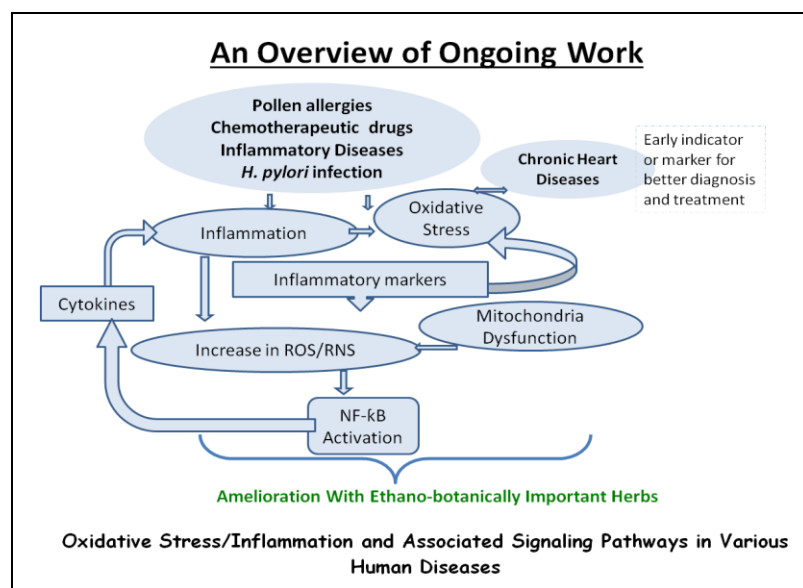 An Overview of Ongoing Work
Pollen allergies
Chemotherapeutic drugs
Inflammatory Diseases
H. pylori infection
Chronic Heart
Diseases
Early indicator
or marker for
better diagnosis
and treatment
Oxidative
Stress
Inflammation
Inflammatory markers
Cytokines
Mitochondria
Dysfunction
Increase in ROS/RNS
NF-ƙB
Activation
Amelioration With Ethano-botanically Important Herbs
Oxidative Stress/Inflammation and Associated Signaling Pathways in Various
Human Diseases